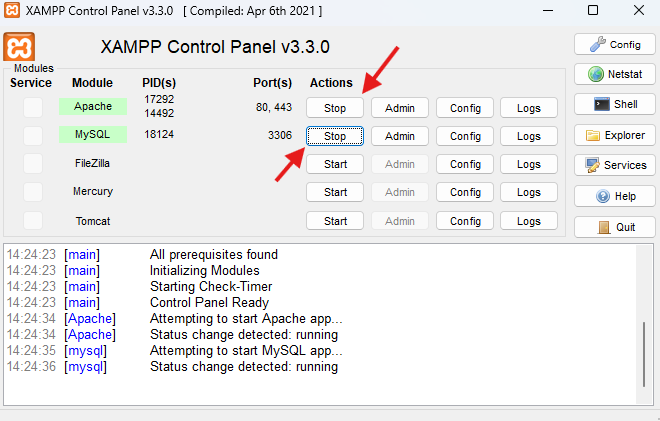 XAMPP Control Panel v3.3.0 [ Compiled: Apr 6th 2021 ]
XAMPP Control Panel v3.3.0
Config
Modules
Service Module PID(s) Port(s) Actions
Netstat
Apache 17292 14492 80, 443 Stop Admin Config Logs
Shell
MySQL 18124 3306 Stop Admin Config Logs
Explorer
FileZilla Start Admin Config Logs
Services
Mercury Start Admin Config Logs
Help
Tomcat Start Admin Config Logs
Quit
14:24:23 [main] All prerequisites found
14:24:23 [main] Initializing Modules
14:24:23 [main] Starting Check-Timer
14:24:23 [main] Control Panel Ready
14:24:34 [Apache] Attempting to start Apache app...
14:24:34 [Apache] Status change detected: running
14:24:35 [mysql] Attempting to start MySQL app...
14:24:36 [mysql] Status change detected: running